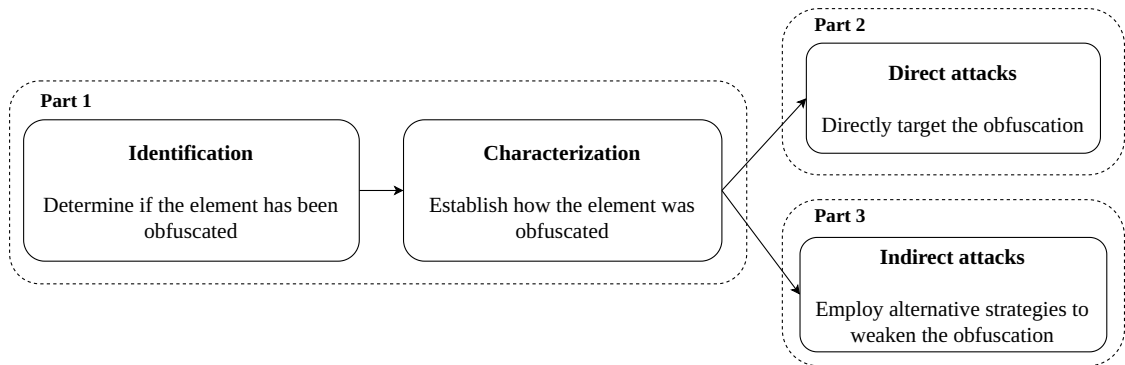 Part 1
Identification
Determine if the element has been
obfuscated
Characterization
Establish how the element was
obfuscated
Part 2
Direct attacks
Directly target the obfuscation
Part 3
Indirect attacks
Employ alternative strategies to
weaken the obfuscation